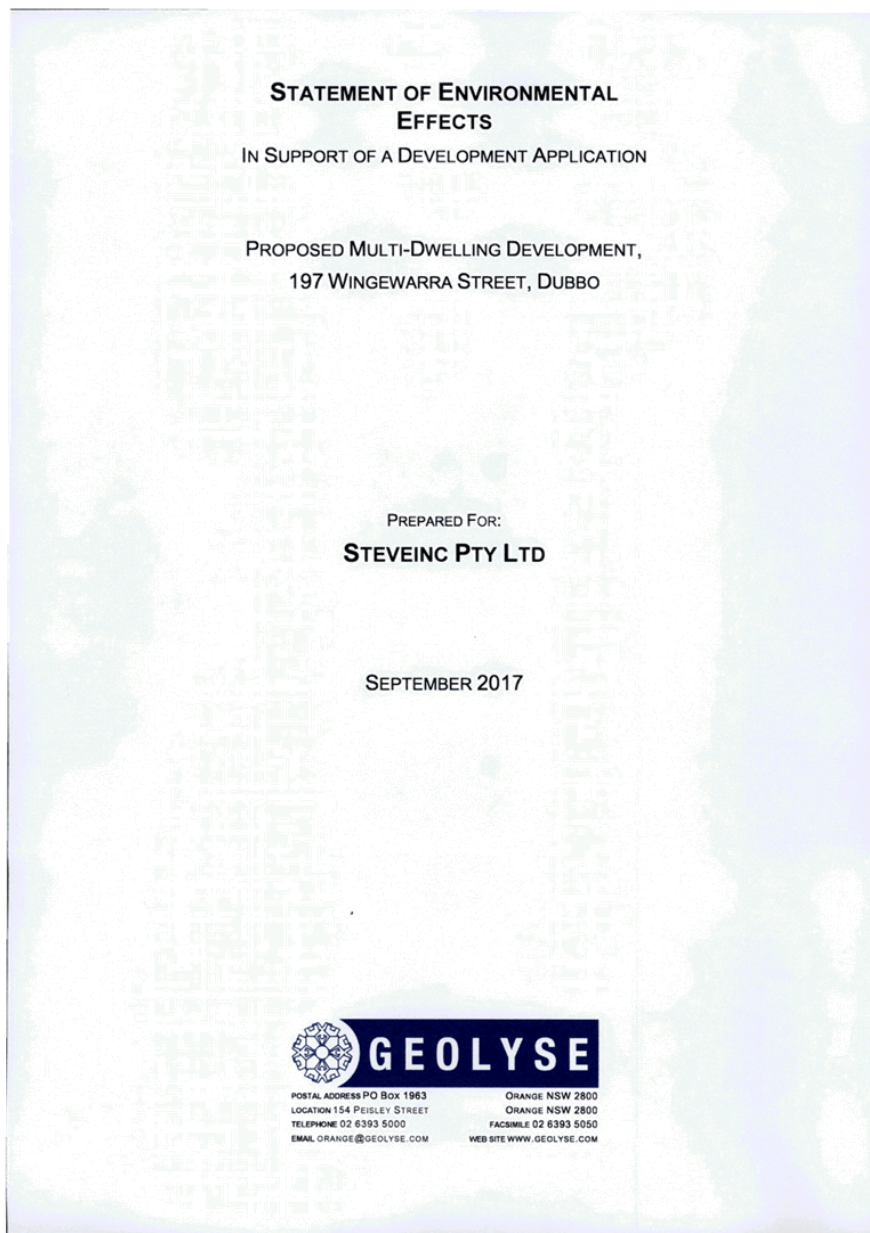 STATEMENT OF ENVIRONMENTAL
EFFECTS
IN SUPPORT OF A DEVELOPMENT APPLICATION
PROPOSED MULTI-DWELLING DEVELOPMENT,
197 WINGEWARRA STREET, DUBBO
PREPARED FOR:
STEVEINC PTY LTD
SEPTEMBER 2017
GEOLYSE
POSTAL ADDRESS PO BOX 1963 ORANGE NSW 2800
LOCATION 154 PEISLEY STREET ORANGE NSW 2800
TELEPHONE 02 6393 5000 FACSIMILE 02 6393 5050
EMAIL ORANGE@GEOLYSE.COM WEB SITE WWW.GEOLYSE.COM